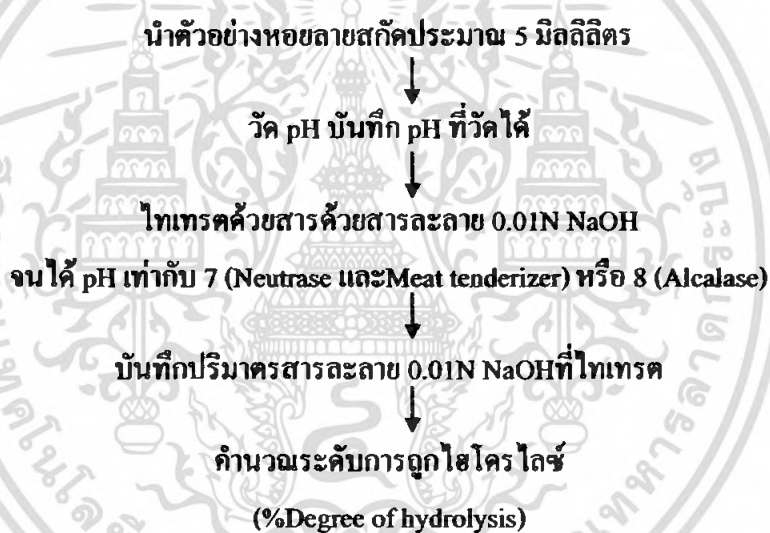 นำตัวอย่างหอยลายสกัดประมาณ 5 มิลลิลิตร
วัด pH บันทึก pH ที่วัดได้
ไทเทรตด้วยสารด้วยสารละลาย 0.01N NaOH
จนได้ pH เท่ากับ 7 (Neutrase และMeat tenderizer) หรือ 8 (Alcalase)
บันทึกปริมาตรสารละลาย 0.01N NaOHที่ไทเทรต
คำนวณระดับการถูกไฮโดรไลซ์
(%Degree of hydrolysis)